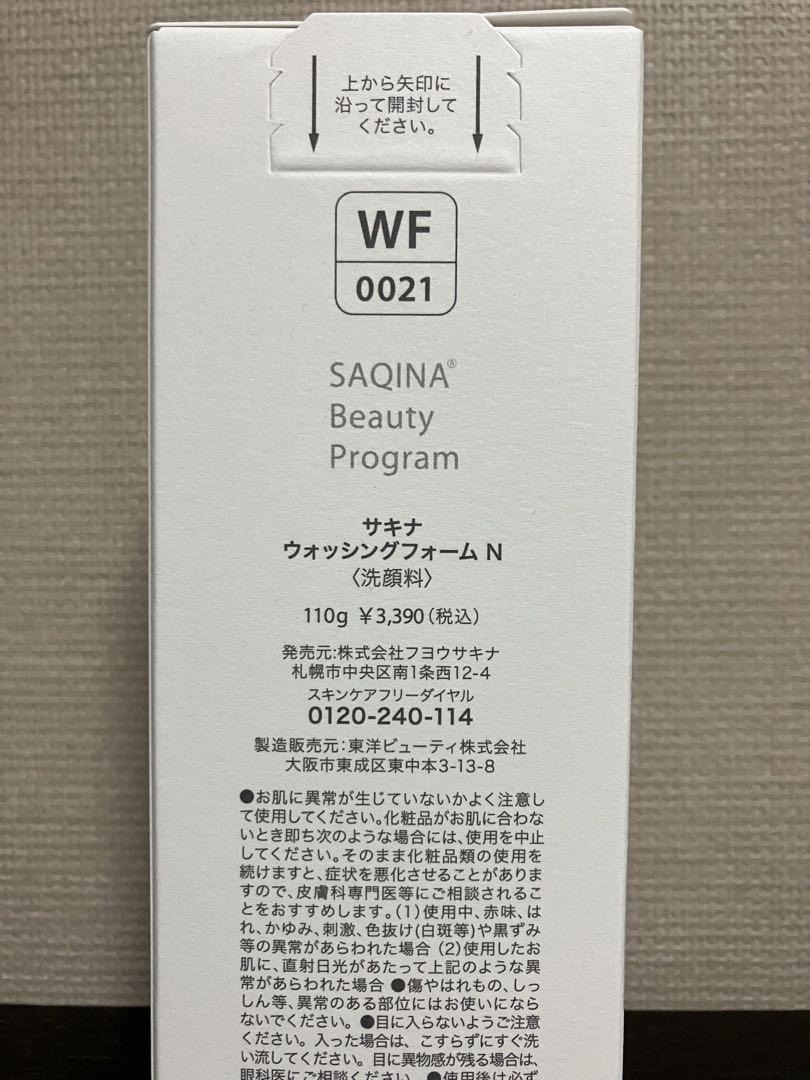 上から矢印に
沿って開封して
ください。
WF
0021
SAQINA®
Beauty
Program
サキナ
ウォッシングフォーム N
〈洗顔料〉
110g ¥3,390(税込)
発売元:株式会社フヨウサキナ
札幌市中央区南1条西12-4
スキンケアフリーダイヤル
0120-240-114
製造販売元:東洋ビューティ株式会社
大阪市東成区東中本3-13-8
●お肌に異常が生じていないかよく注意し
て使用してください。化粧品がお肌に合わな
いとき即ち次のような場合には、使用を中止
してください。そのまま化粧品類の使用を
続けますと、症状を悪化させることがありま
すので、皮膚科専門医等にご相談されるこ
とをおすすめします。(1)使用中、赤味、は
れ、かゆみ、刺激、色抜け(白斑等)や黒ずみ
等の異常があらわれた場合 (2)使用したお
肌に、直射日光があたって上記のような異
常があらわれた場合 ●傷やはれもの、しっ
しん等、異常のある部位にはお使いになら
ないでください。●目に入らないようご注意
ください。入った場合は、こすらずにすぐ洗
い流してください。目に異物感が残る場合は、
眼科医にご相談ください。●使用後は必ず